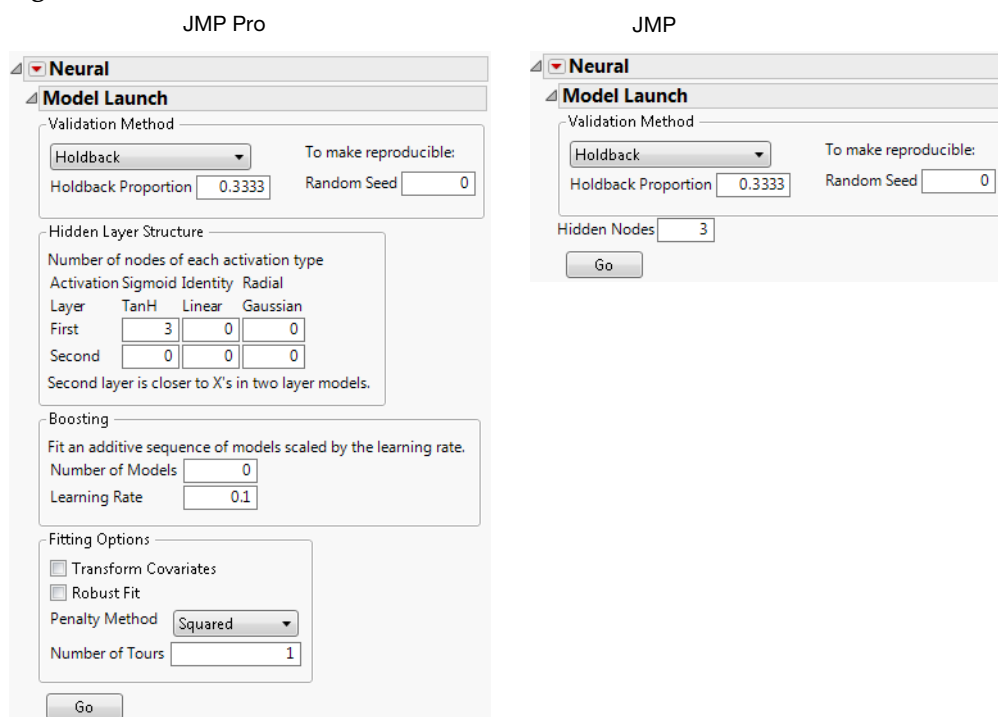 JMP Pro
Neural
Model Launch
Validation Method
Holdback
To make reproducible:
Holdback Proportion 0.3333
Random Seed 0
Hidden Layer Structure
Number of nodes of each activation type
Activation Sigmoid Identity Radial
Layer TanH Linear Gaussian
First 3 0 0
Second 0 0 0
Second layer is closer to X's in two layer models.
Boosting
Fit an additive sequence of models scaled by the learning rate.
Number of Models 0
Learning Rate 0.1
Fitting Options
Transform Covariates
Robust Fit
Penalty Method Squared
Number of Tours 1
Go
JMP
Neural
Model Launch
Validation Method
Holdback
To make reproducible:
Holdback Proportion 0.3333
Random Seed 0
Hidden Nodes 3
Go